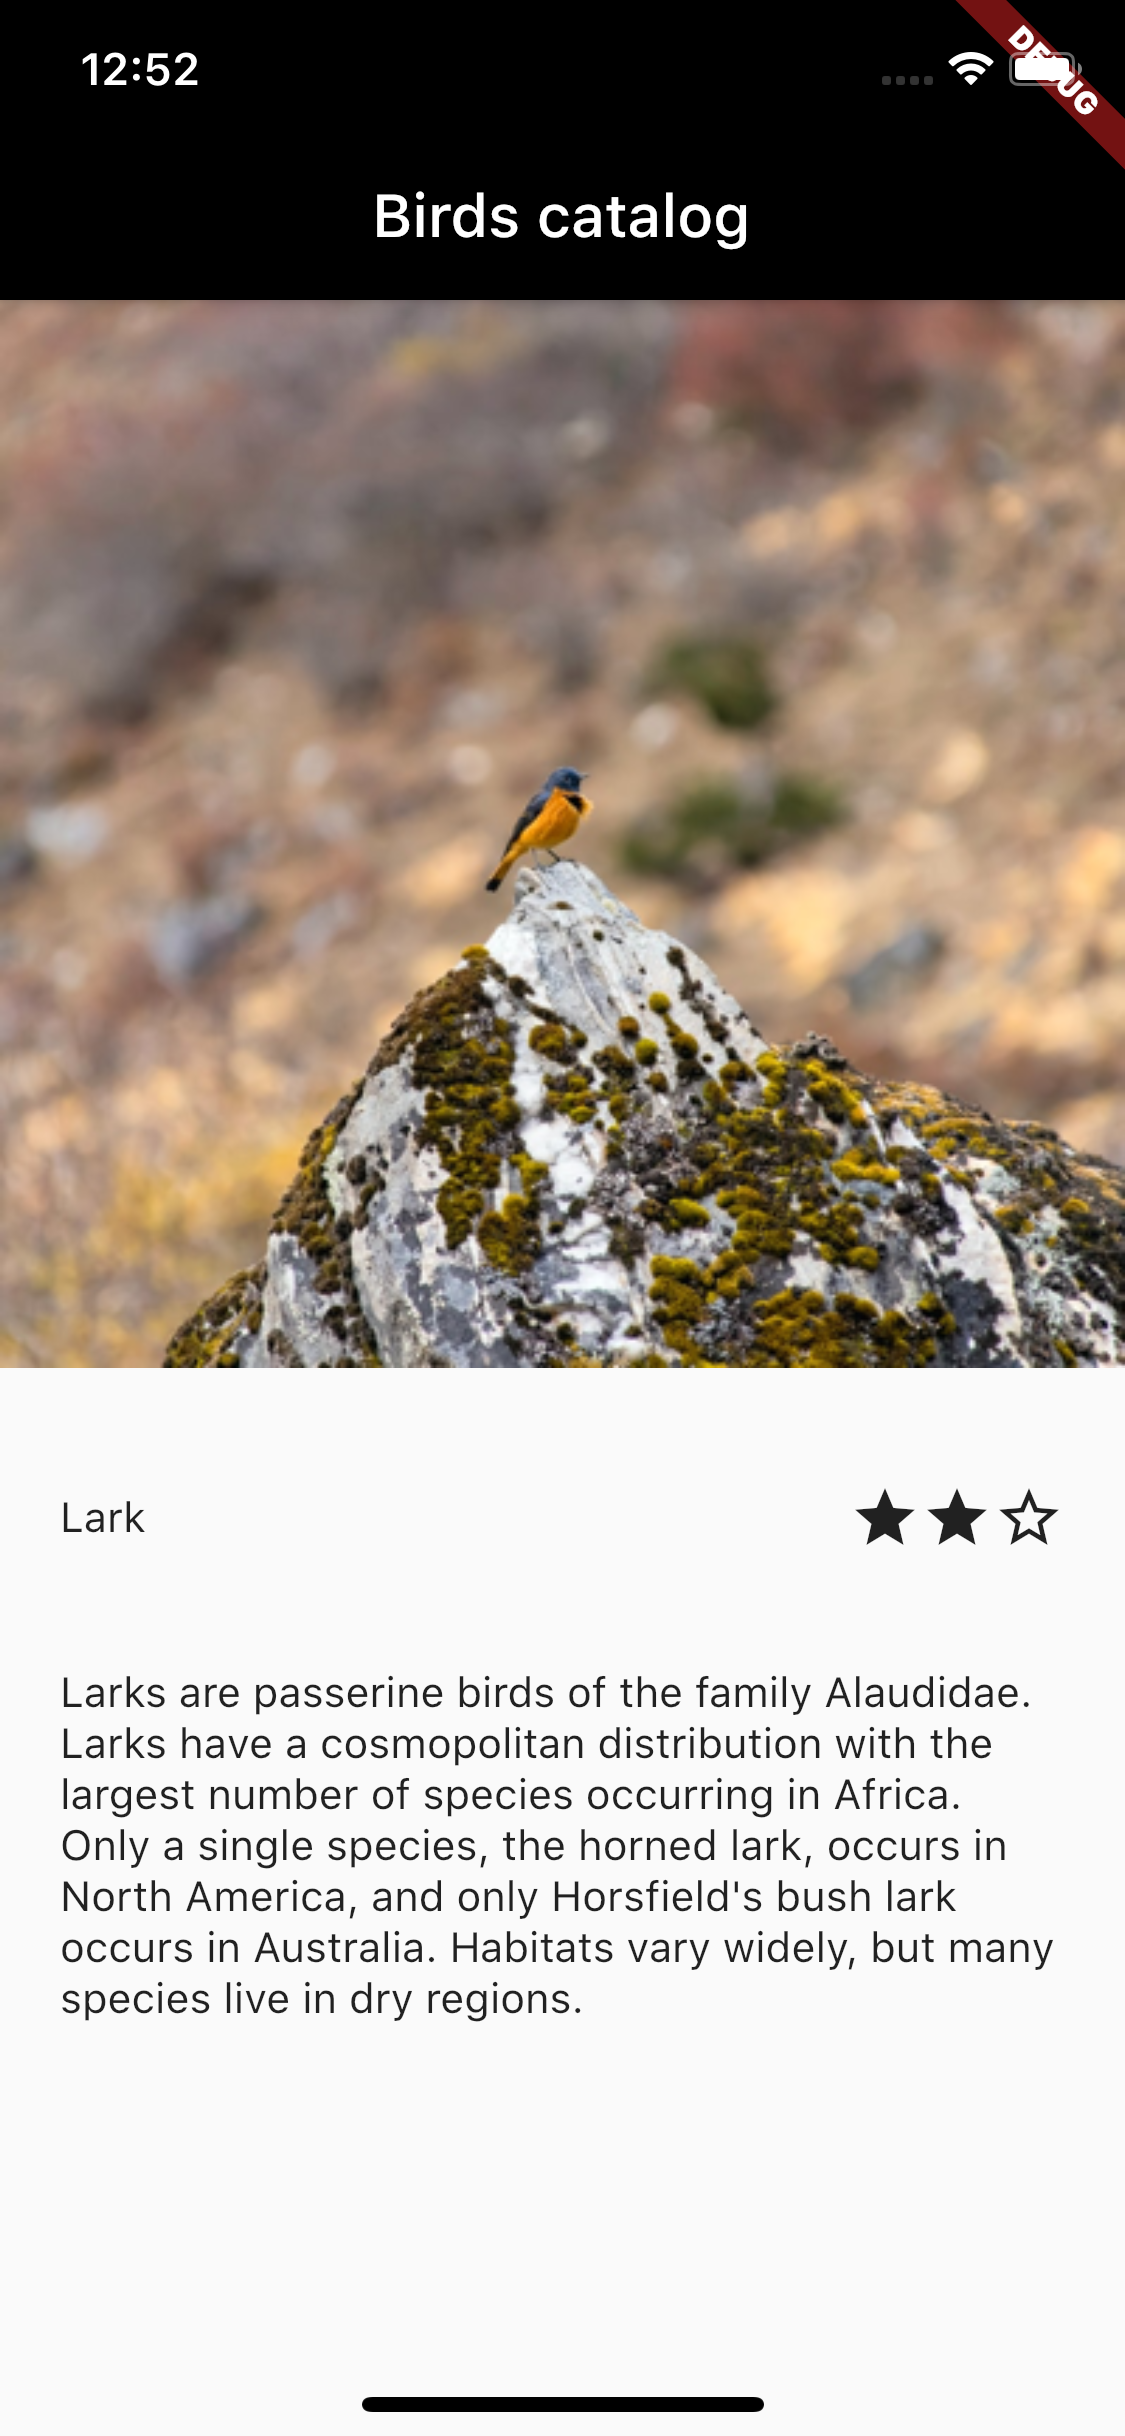 12:52
DEBUG
Birds catalog
Lark
Larks are passerine birds of the family Alaudidae.
Larks have a cosmopolitan distribution with the
largest number of species occurring in Africa.
Only a single species, the horned lark, occurs in
North America, and only Horsfield's bush lark
occurs in Australia. Habitats vary widely, but many
species live in dry regions.